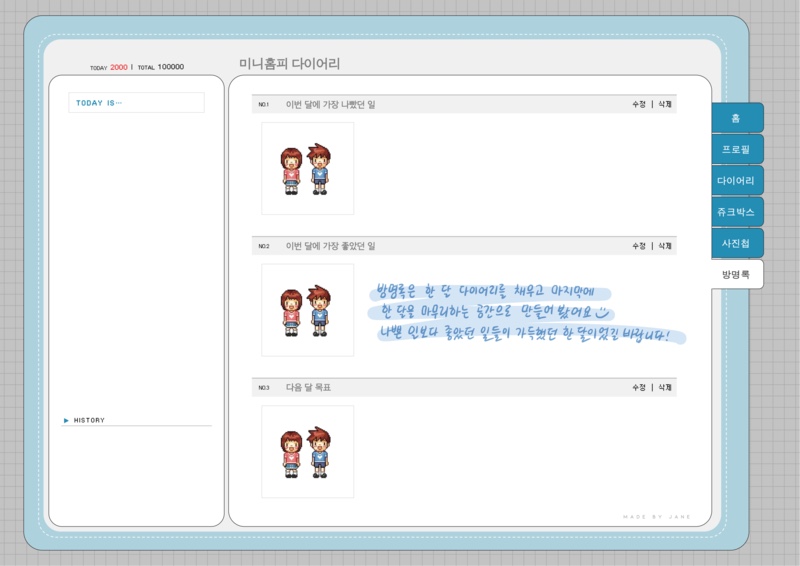 TODAY 2000 | TOTAL 100000
미니홈피 다이어리
TODAY IS…
▶ HISTORY
NO.1 이번 달에 가장 나빴던 일 수정 | 삭제
NO.2 이번 달에 가장 좋았던 일 수정 | 삭제
방명록은 한 달 다이어리를 채우고 마지막에
한 달을 마무리하는 공간으로 만들어 봤어요
나쁜 일보다 좋았던 일들이 가득했던 한 달이었길 바랍니다!
NO.3 다음 달 목표 수정 | 삭제
MADE BY JANE
홈
프로필
다이어리
쥬크박스
사진첩
방명록